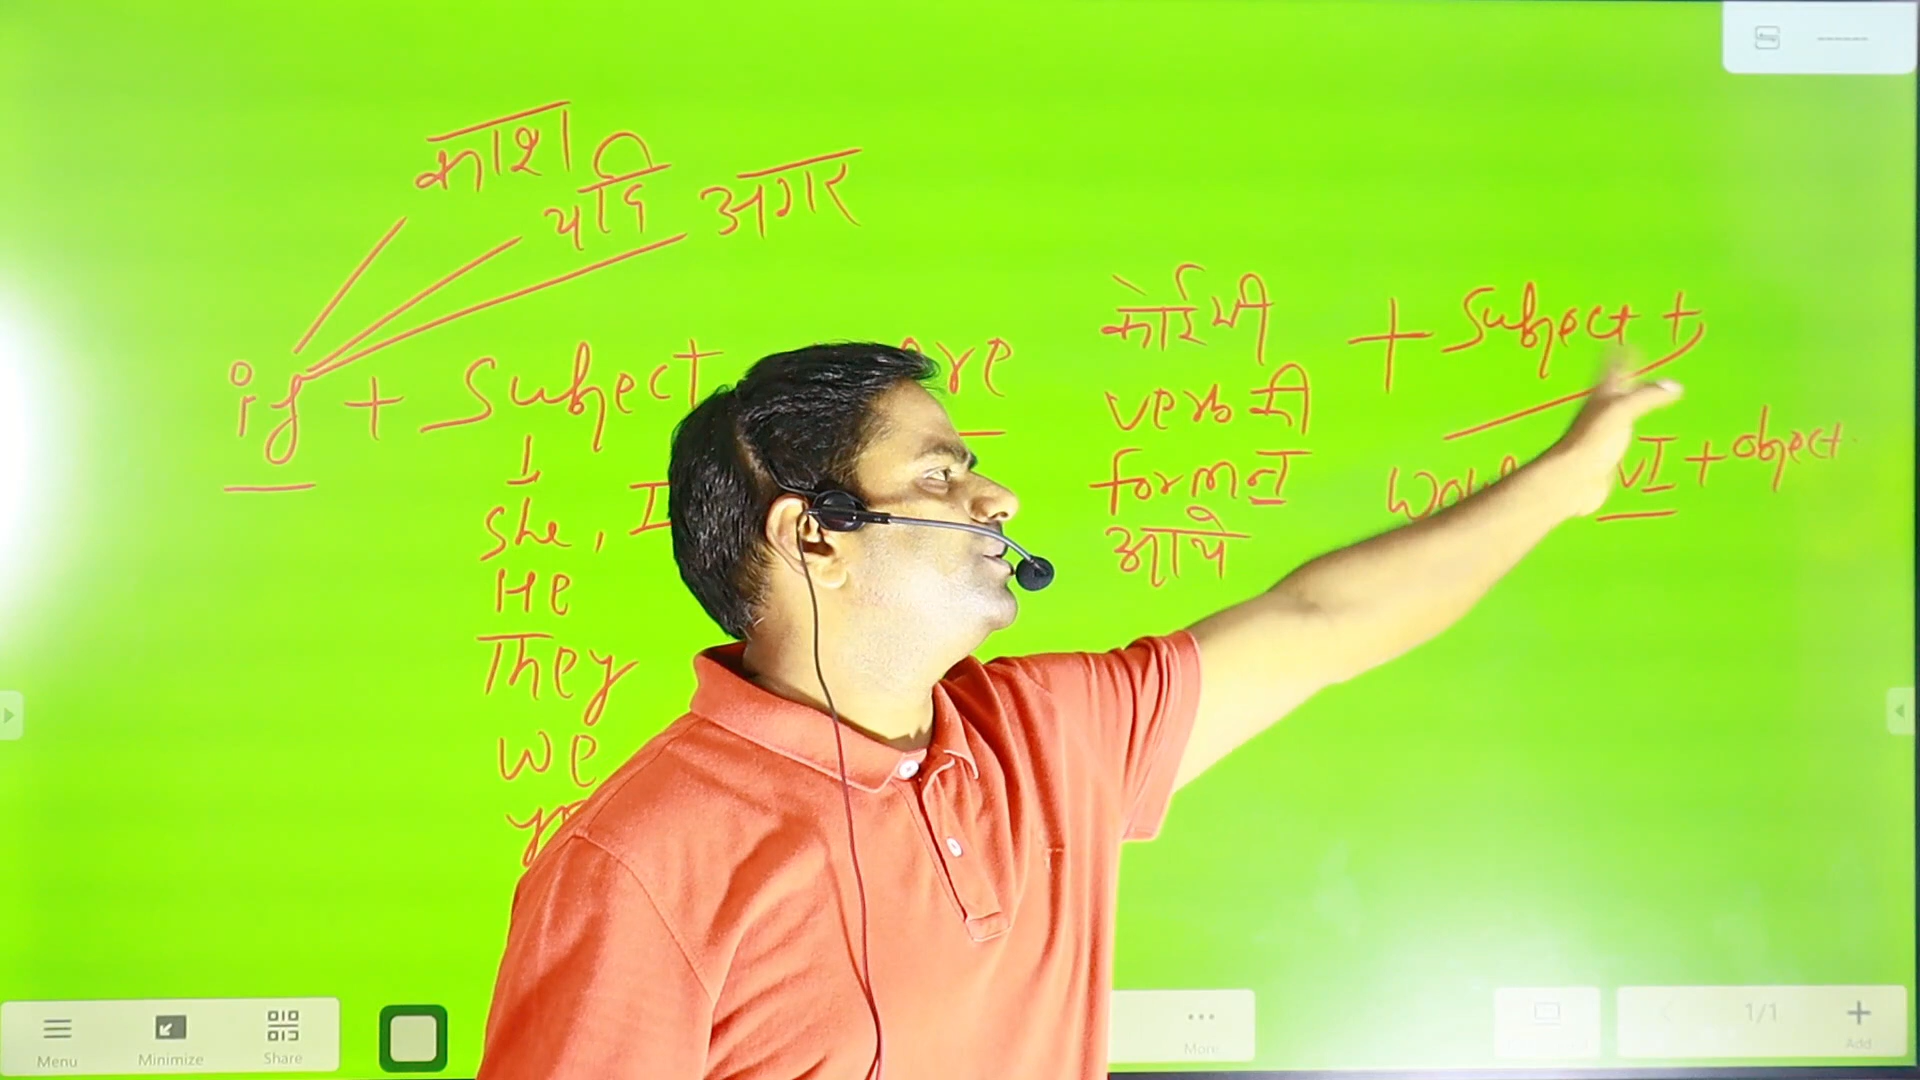 काश
यदि अगर
if + Subject
कोई भी
verb की
form न
आये
+ Subject +
V1 + object
I
She, I
He
They
we
Menu
Minimize
Share
More
1/1
Add